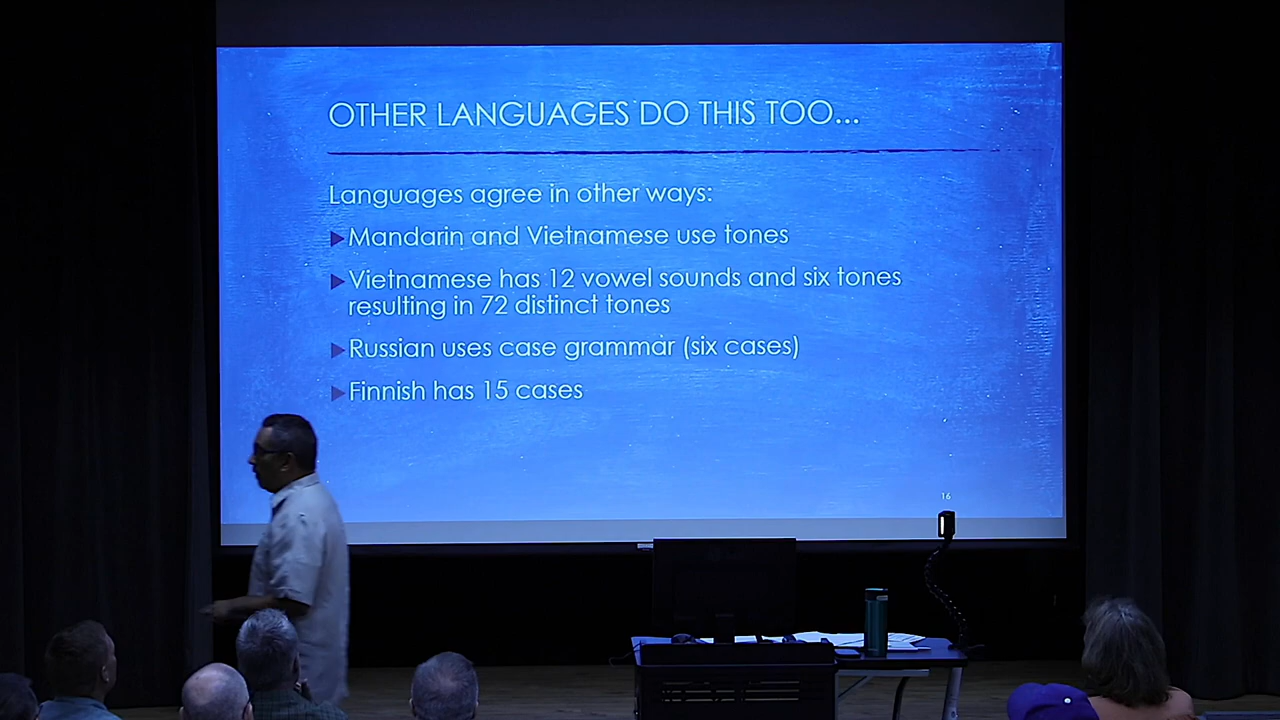 OTHER LANGUAGES DO THIS TOO...
Languages agree in other ways:
Mandarin and Vietnamese use tones
Vietnamese has 12 vowel sounds and six tones
resulting in 72 distinct tones
Russian uses case grammar (six cases)
Finnish has 15 cases
16